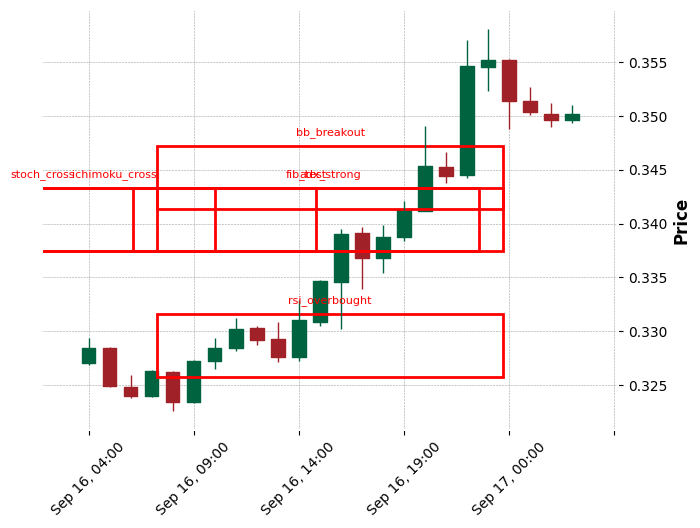 bb_breakout
stoch_cross
ichimoku_cross
rsi_overbought
0.355
0.350
0.345
0.340
0.335
0.330
0.325
Price
Sep 16, 04:00
Sep 16, 09:00
Sep 16, 14:00
Sep 16, 19:00
Sep 17, 00:00